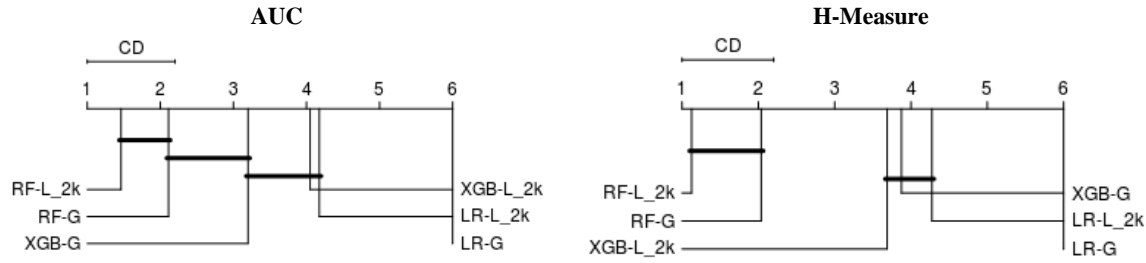 AUC
CD
1 2 3 4 5 6
RF-L_2k
RF-G
XGB-G
XGB-L_2k
LR-L_2k
LR-G
H-Measure
CD
1 2 3 4 5 6
RF-L_2k
RF-G
XGB-L_2k
XGB-G
LR-L_2k
LR-G